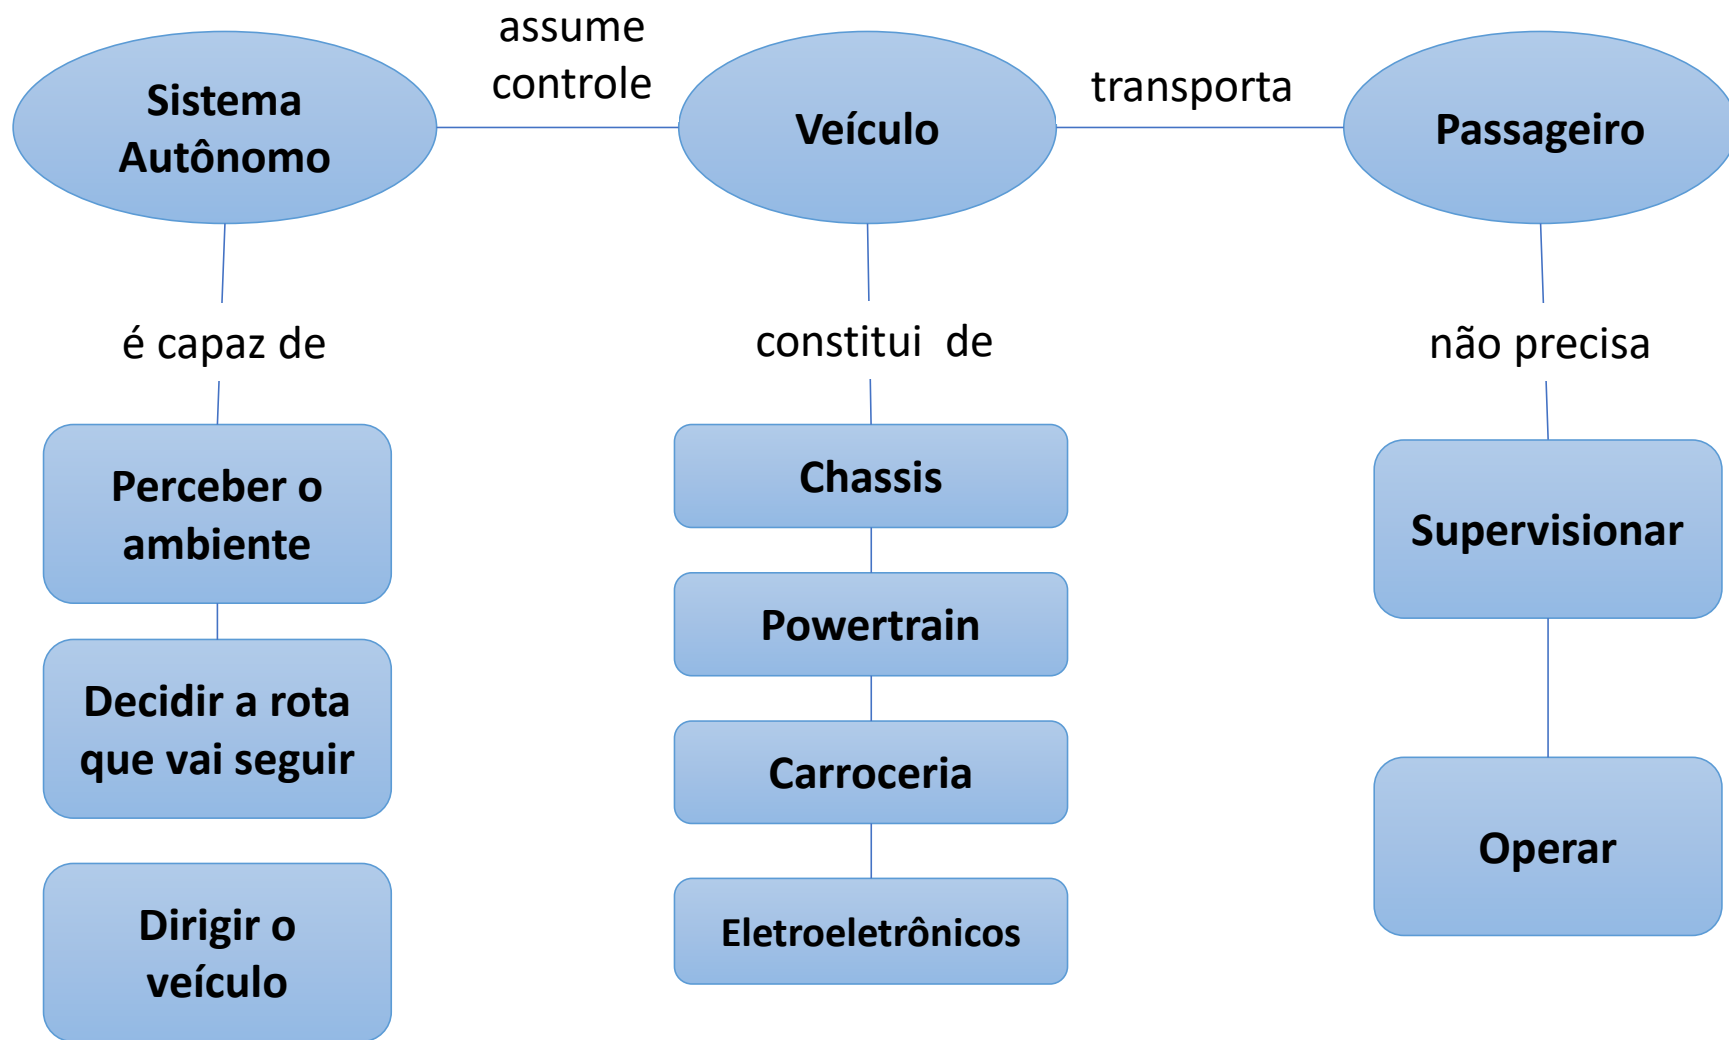 assume
controle
Sistema
Autônomo
Veículo
transporta
Passageiro
é capaz de
constitui  de
não precisa
Perceber o
ambiente
Decidir a rota
que vai seguir
Dirigir o
veículo
Chassis
Powertrain
Carroceria
Eletroeletrônicos
Supervisionar
Operar